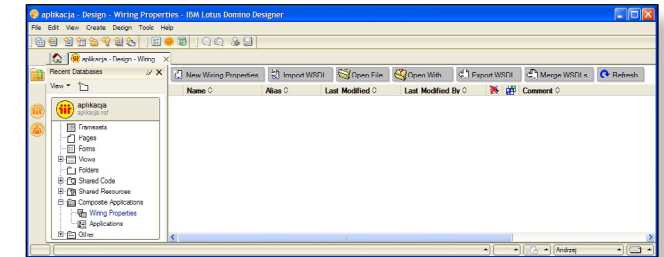 aplikacja - Design - Wiring Properties - IBM Lotus Domino Designer
File Edit View Create Design Tools Help
aplikacja - Design - Wiring
Recent Databases
New Wiring Properties Import WSDL Open File Open With Export WSDL Merge WSDLs Refresh
View
Name Alias Last Modified Last Modified By Comment
aplikacja
aplikacja.nsf
Framesets
Pages
Forms
Views
Folders
Shared Code
Shared Resources
Composite Applications
Wiring Properties
Applications
Other
Andrzej